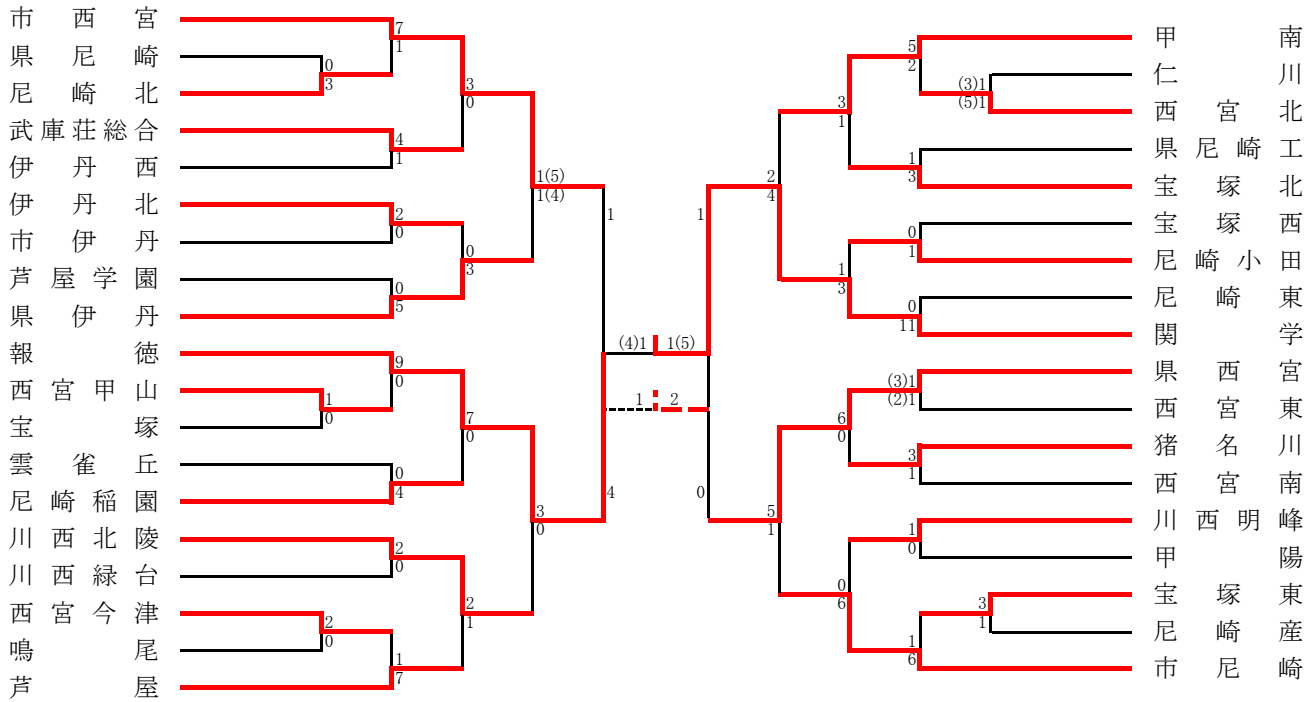 市西宮
県尼崎
尼崎北
武庫荘総合
伊丹西
伊丹北
市伊丹
芦屋学園
県伊丹
報徳
西宮甲山
宝塚
雲雀丘
尼崎稲園
川西北陵
川西緑台
西宮今津
鳴尾
芦屋
7
1
0
3
3
0
4
1
1(5)
1(4)
2
0
0
3
0
5
9
0
1
0
7
0
0
4
3
0
2
0
2
1
2
0
1
7
1
4
(4)1
1(5)
1
2
1
0
2
4
5
1
3
1
1
3
6
0
0
6
5
2
(3)1
(5)1
1
3
0
1
0
11
(3)1
(2)1
3
1
1
0
3
1
1
6
甲南
仁川
西宮北
県尼崎工
宝塚北
宝塚西
尼崎小田
尼崎東
関学
県西宮
西宮東
猪名川
西宮南
川西明峰
甲陽
宝塚東
尼崎産
市尼崎